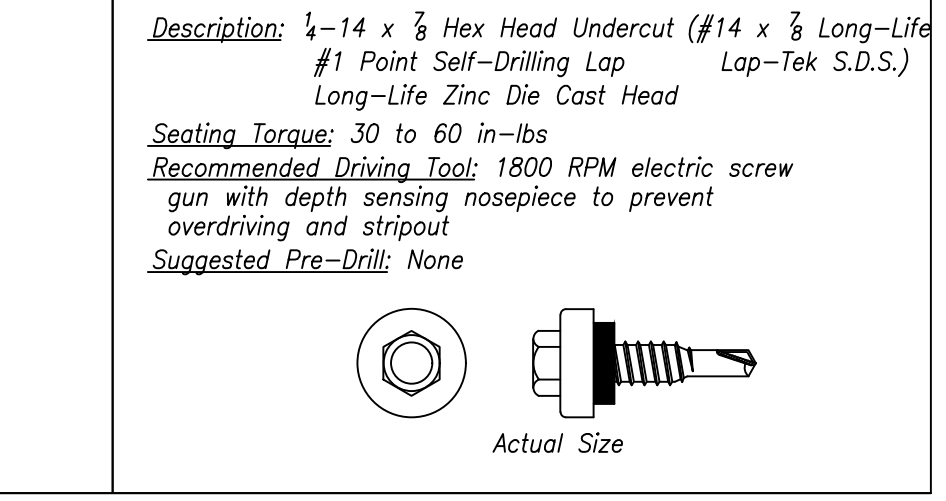 Description: 1/4-14 x 7/8 Hex Head Undercut (#14 x 7/8 Long-Life
#1 Point Self-Drilling Lap Lap-Tek S.D.S.)
Long-Life Zinc Die Cast Head
Seating Torque: 30 to 60 in-lbs
Recommended Driving Tool: 1800 RPM electric screw
gun with depth sensing nosepiece to prevent
overdriving and stripout
Suggested Pre-Drill: None
Actual Size